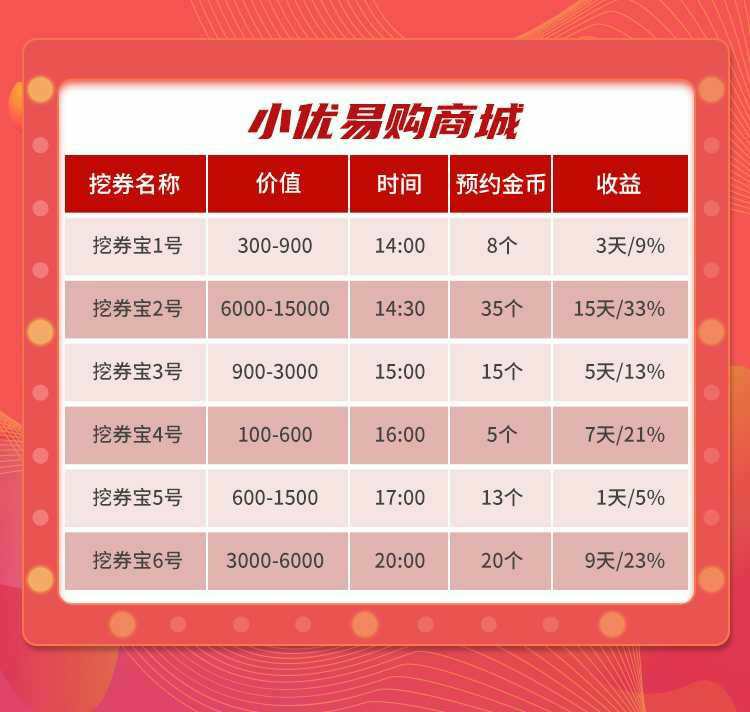 小优易购商城
挖券名称 价值 时间 预约金币 收益
挖券宝1号 300-900 14:00 8个 3天/9%
挖券宝2号 6000-15000 14:30 35个 15天/33%
挖券宝3号 900-3000 15:00 15个 5天/13%
挖券宝4号 100-600 16:00 5个 7天/21%
挖券宝5号 600-1500 17:00 13个 1天/5%
挖券宝6号 3000-6000 20:00 20个 9天/23%